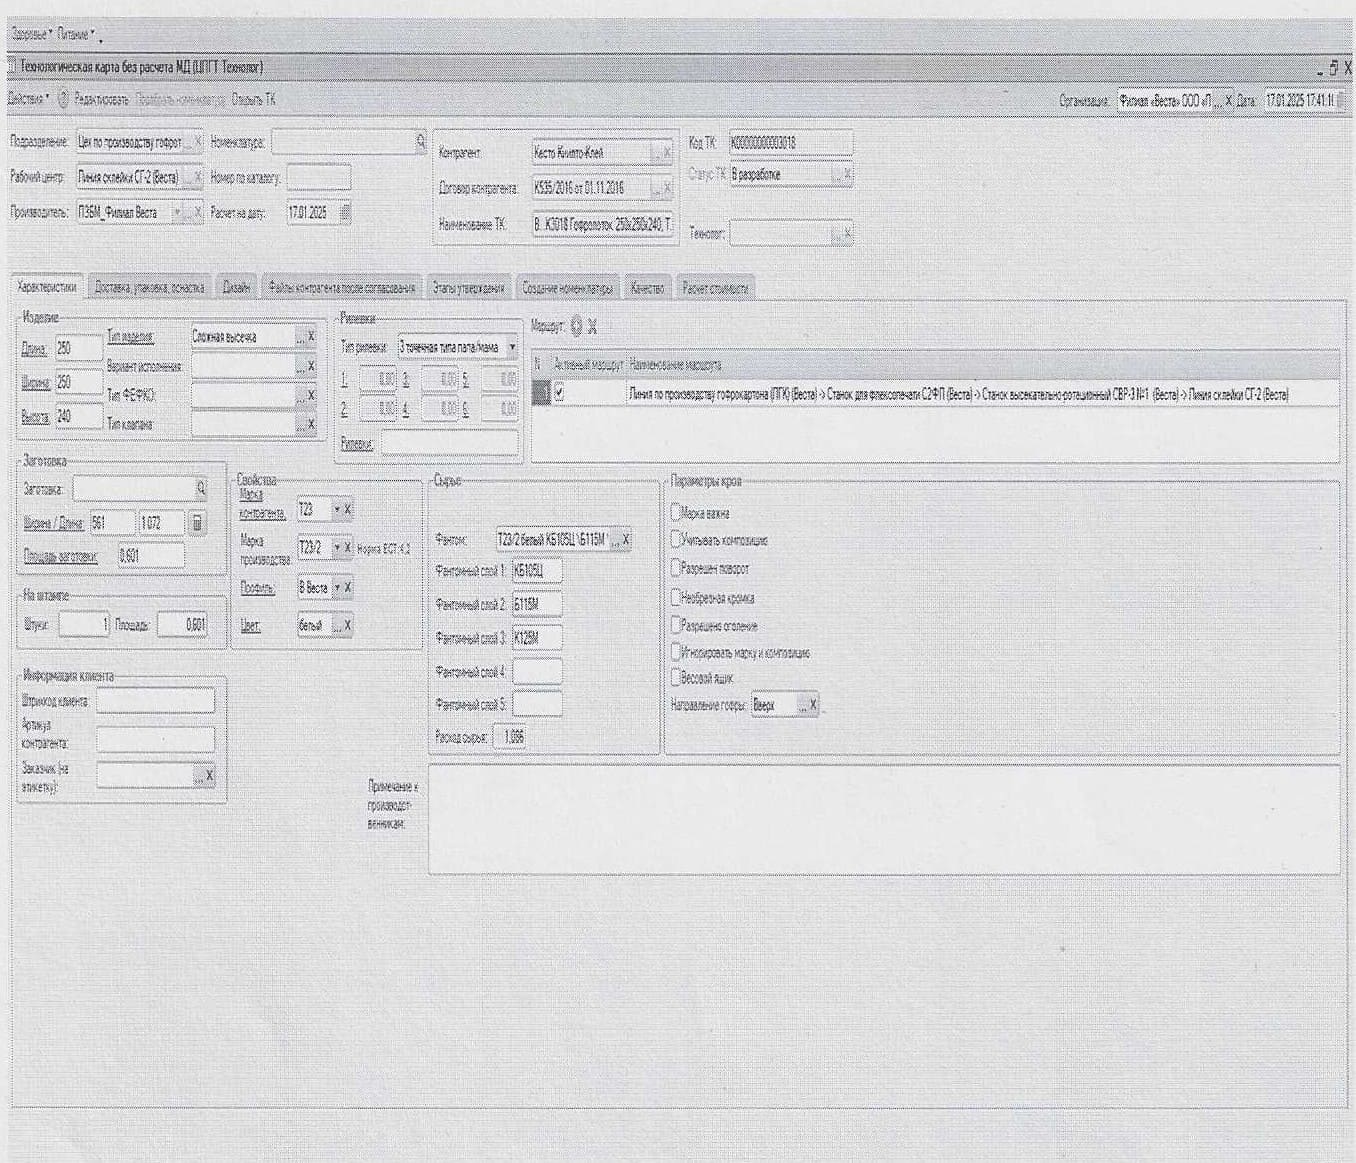 Здоровье Питание
Технологическая карта без расчета МД (ЦПГТ Технолог)
Действия Редактировать Подобрать номенклатуру Открыть ТК Организация: Филиал «Веста» ООО «П ... X Дата: 17.01.2025 17:41:1
Подразделение: Цех по производству гофрот ... X Номенклатура:
Рабочий центр: Линия склейки СГ-2 (Веста) ... X Номер по каталогу:
Производитель: ПЗБМ_Филиал Веста ... X Расчет на дату: 17.01.2025
Контрагент: ... X
Договор контрагента: К535/2016 от 01.11.2016 ... X
Наименование ТК: В.. К3018 Гофролоток 250х250х240, Т.
Код ТК: К00000000003018
Статус ТК: В разработке ... X
Технолог: ... X
Характеристики Доставка, упаковка, оснастка Дизайн Файлы контрагента после согласования Этапы утверждения Создание номенклатуры Качество Расчет стоимости
Изделие
Длина: 250 Тип изделия: Сложная высечка ... X
Ширина: 250 Вариант исполнения: ... X
Тип ФЕФКО: ... X
Высота: 240 Тип клапана: ... X
Рилевки
Тип рилевки: 3 точечная типа папа/мама
1: 0,00 3: 0,00 5: 0,00
2: 0,00 4: 0,00 6: 0,00
Рилевки:
Маршрут:
N Активный маршрут Наименование маршрута
1 Линия по производству гофрокартона (ЛГК) (Веста) -> Станок для флексопечати С2ФП (Веста) -> Станок высекательно-ротационный СВР-3 №1 (Веста) -> Линия склейки СГ-2 (Веста)
Заготовка
Заготовка:
Ширина / Длина: 561 1 072
Площадь заготовки: 0,601
На штампе
Штуки: 1 Площадь: 0,601
Свойства
Марка контрагента: Т23 X
Марка производства: Т23/2 X Норма ECT 4,2
Профиль: В Веста X
Цвет: белый ... X
Сырье
Фантом: Т23/2 белый КБ105Ц \Б115М \ ... X
Фантомный слой 1: КБ105Ц
Фантомный слой 2: Б115М
Фантомный слой 3: К125М
Фантомный слой 4:
Фантомный слой 5:
Расход сырья: 1,086
Параметры кроя
Марка важна
Учитывать композицию
Разрешен поворот
Необрезная кромка
Разрешено оголение
Игнорировать марку и композицию
Весовой ящик
Направление гофры: Вверх ... X
Информация клиента
Штрихкод клиента:
Артикул контрагента:
Заказчик (на этикетку): ... X
Примечание к
производст-
венникам: